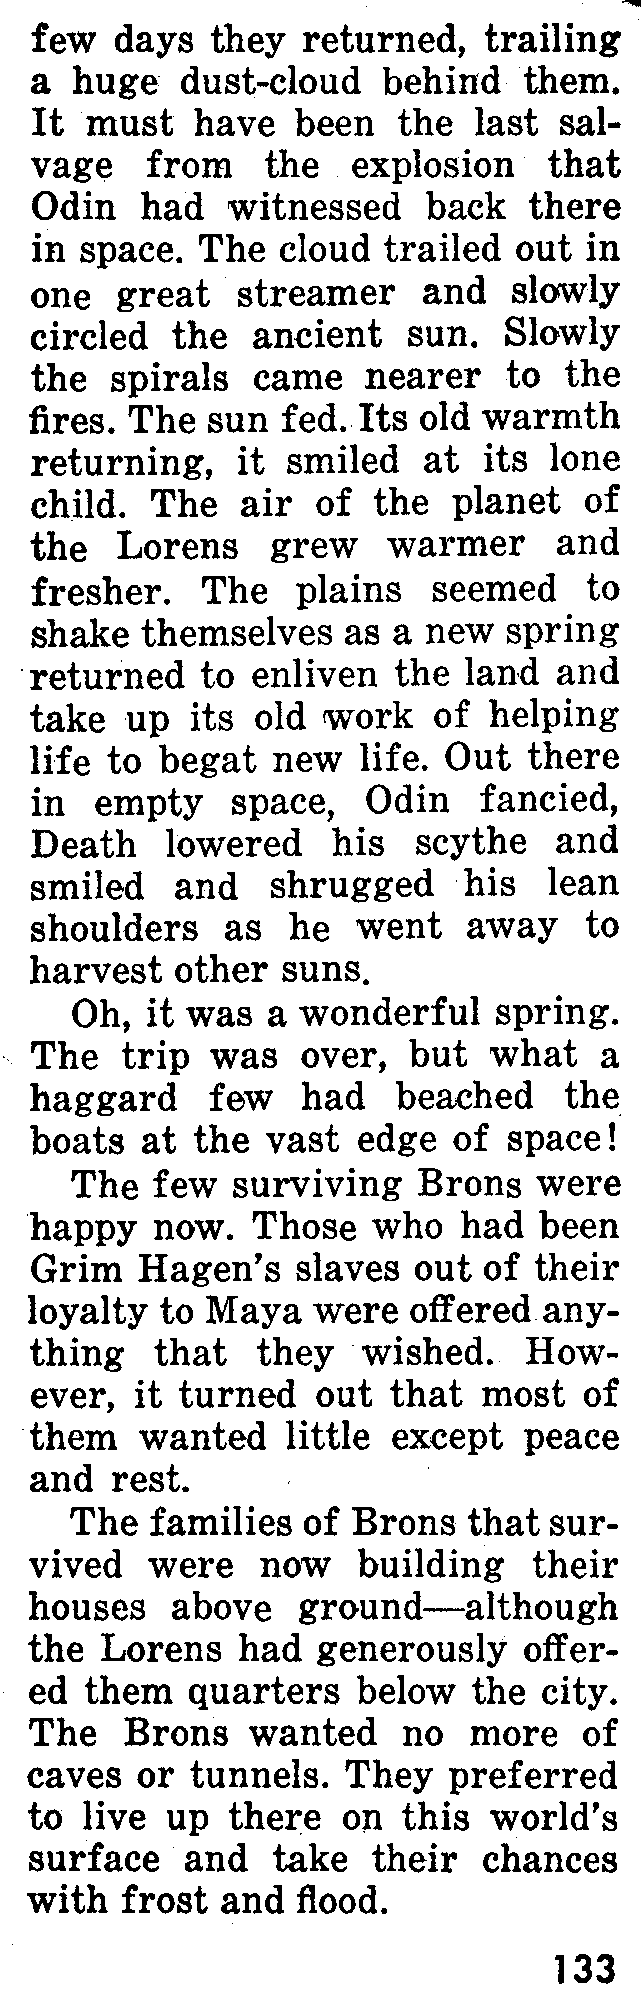 few days they returned, trailing
a huge dust-cloud behind them.
It must have been the last sal-
vage from the explosion that
Odin had witnessed back there
in space. The cloud trailed out in
one great streamer and slowly
circled the ancient sun. Slowly
the spirals came nearer to the
fires. The sun fed. Its old warmth
returning, it smiled at its lone
child. The air of the planet of
the Lorens grew warmer and
fresher. The plains seemed to
shake themselves as a new spring
returned to enliven the land and
take up its old work of helping
life to begat new life. Out there
in empty space, Odin fancied,
Death lowered his scythe and
smiled and shrugged his lean
shoulders as he went away to
harvest other suns.
Oh, it was a wonderful spring.
The trip was over, but what a
haggard few had beached the
boats at the vast edge of space!
The few surviving Brons were
happy now. Those who had been
Grim Hagen's slaves out of their
loyalty to Maya were offered any-
thing that they wished. How-
ever, it turned out that most of
them wanted little except peace
and rest.
The families of Brons that sur-
vived were now building their
houses above ground—although
the Lorens had generously offer-
ed them quarters below the city.
The Brons wanted no more of
caves or tunnels. They preferred
to live up there on this world's
surface and take their chances
with frost and flood.
133